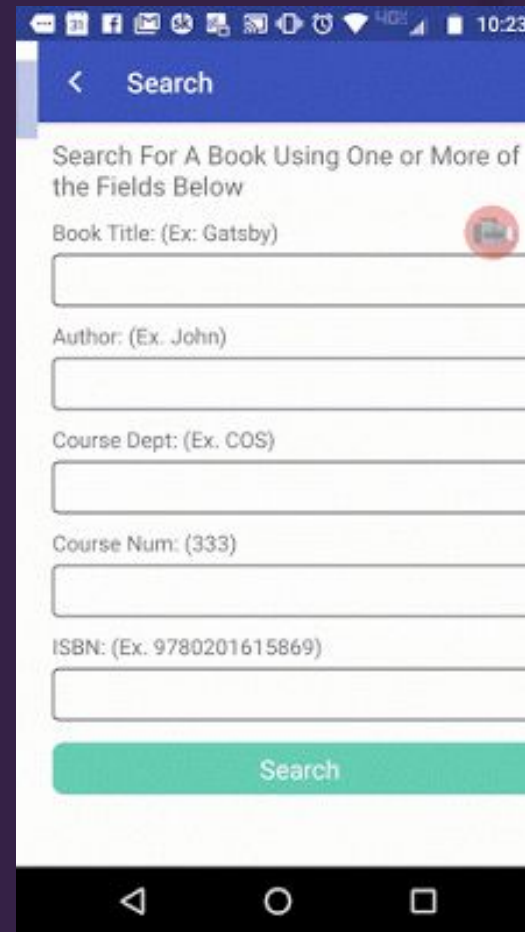 10:23
Search
Search For A Book Using One or More of
the Fields Below
Book Title: (Ex: Gatsby)
Author: (Ex. John)
Course Dept: (Ex. COS)
Course Num: (333)
ISBN: (Ex. 9780201615869)
Search